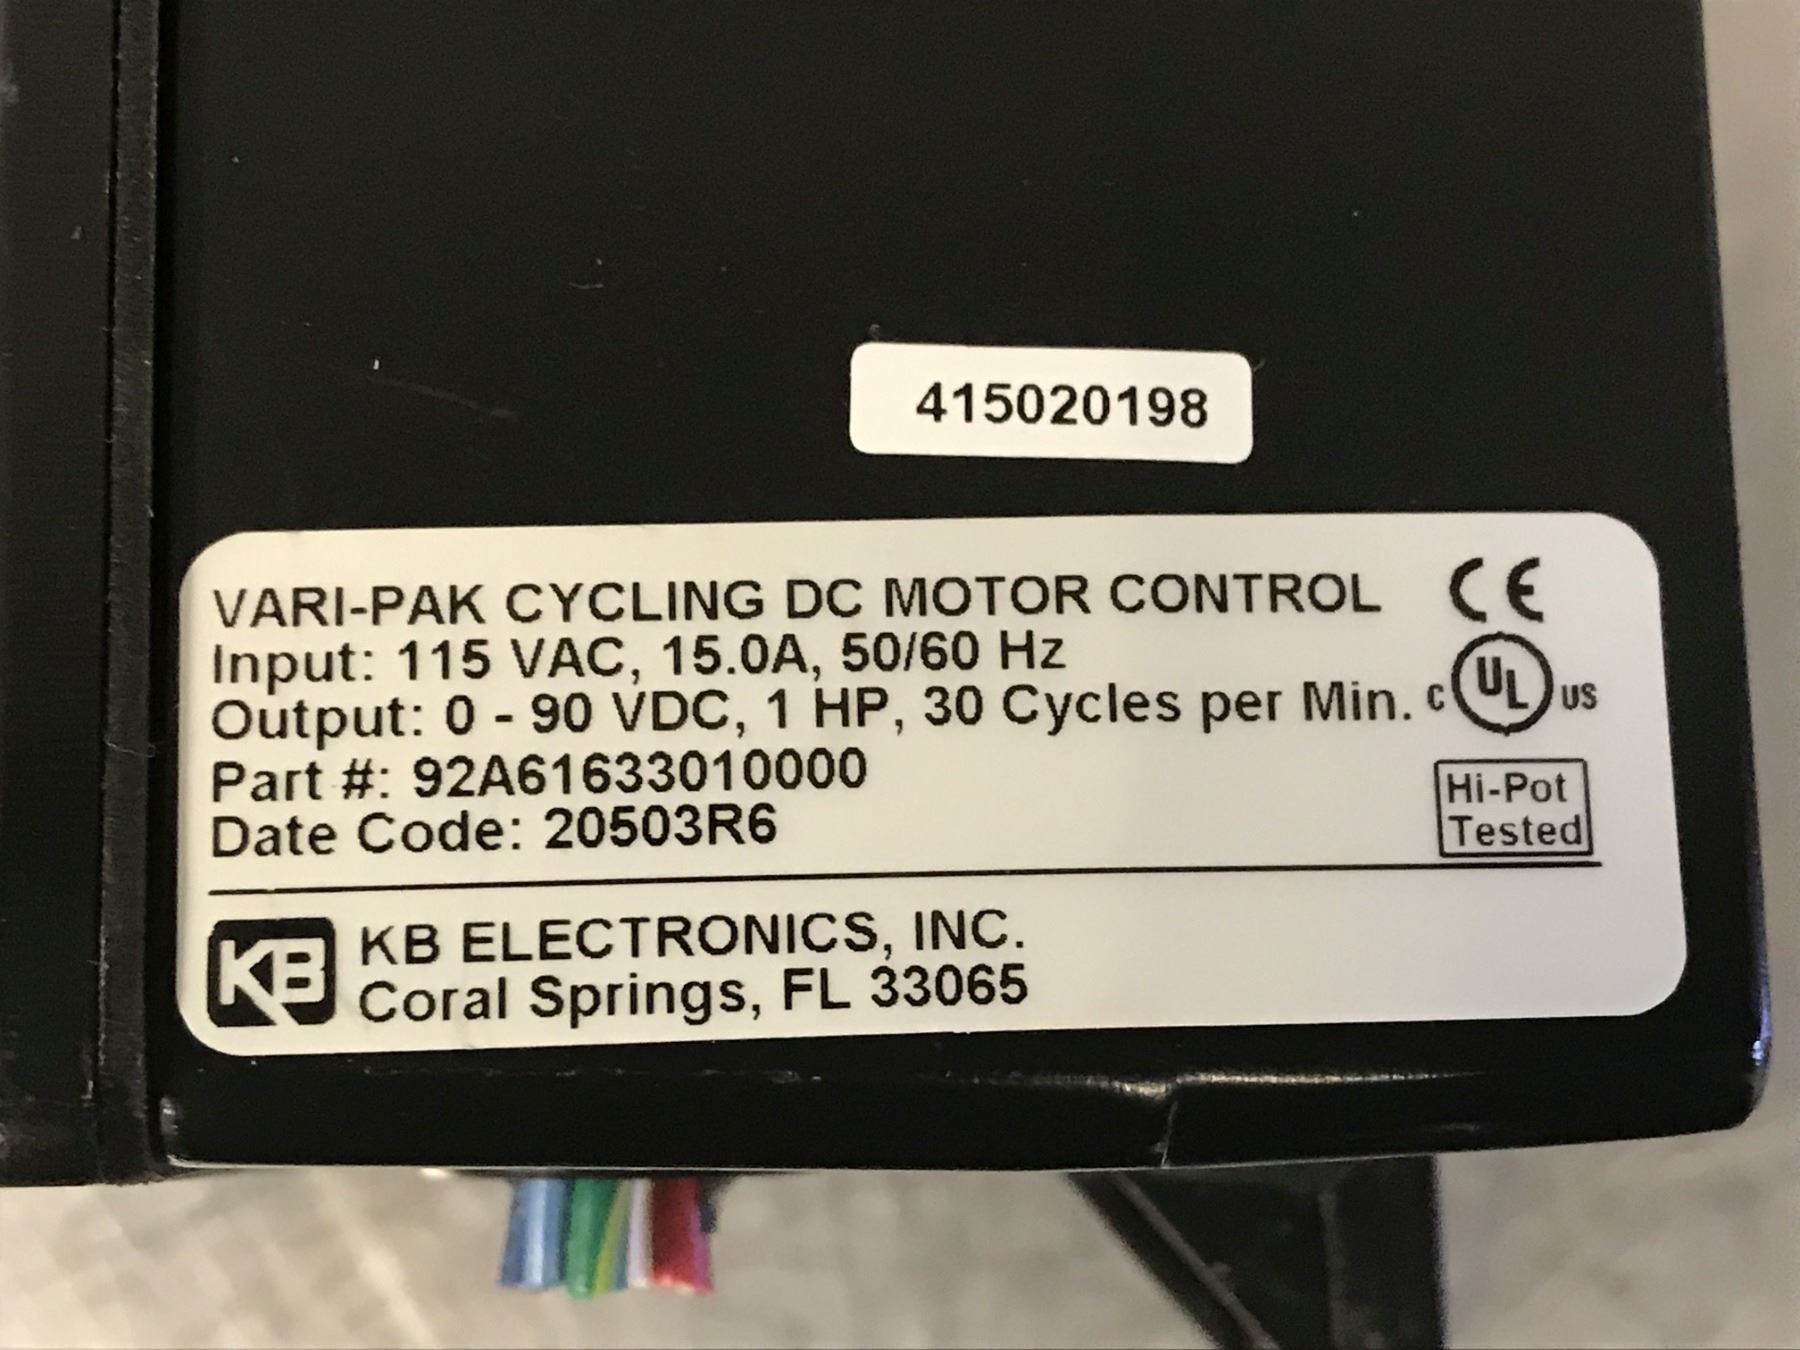 415020198
VARI-PAK CYCLING DC MOTOR CONTROL CE
Input: 115 VAC, 15.0A, 50/60 Hz
Output: 0 - 90 VDC, 1 HP, 30 Cycles per Min. C UL US
Part #: 92A61633010000
Date Code: 20503R6
Hi-Pot
Tested
KB KB ELECTRONICS, INC.
Coral Springs, FL 33065